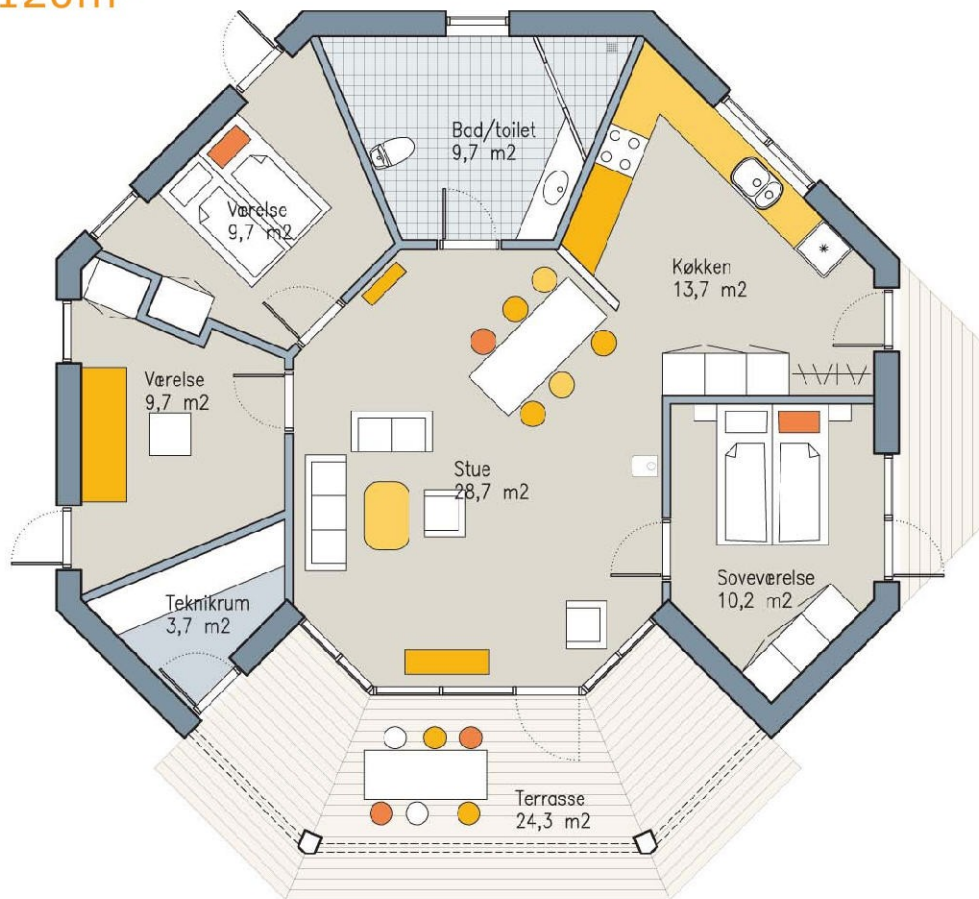 120m
Bad/toilet
9,7 m2
Værelse
9,7 m2
Køkken
13,7 m2
Værelse
9,7 m2
Stue
28,7 m2
Soveværelse
10,2 m2
Teknikrum
3,7 m2
Terrasse
24,3 m2